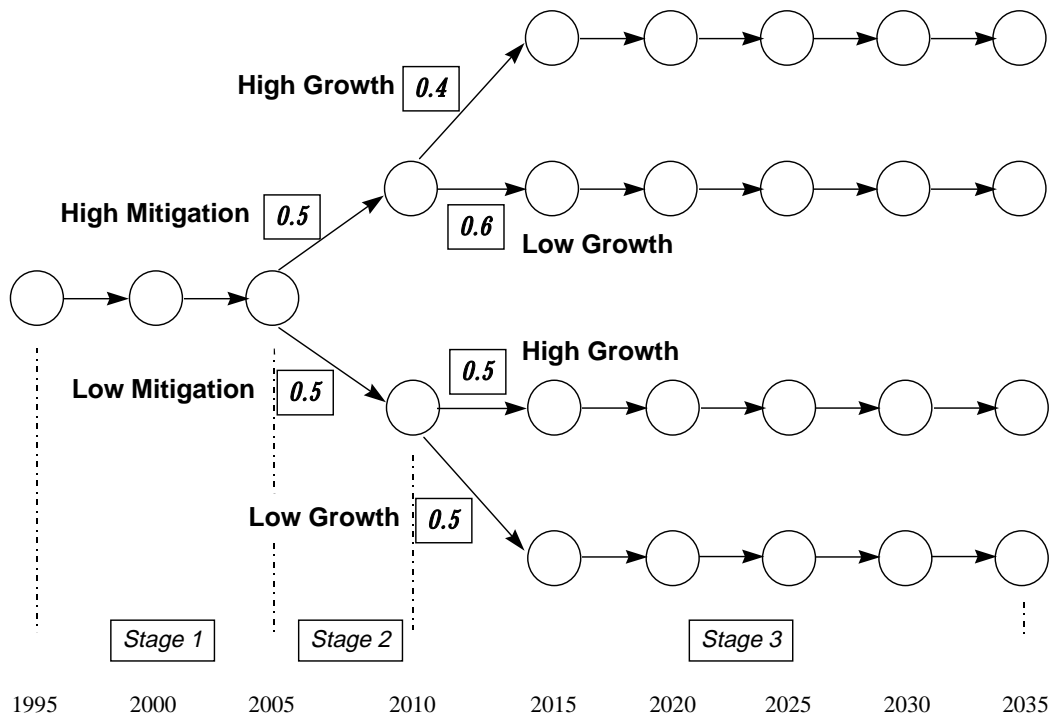 High Growth 0.4
High Mitigation 0.5
0.6 Low Growth
High Growth
0.5
Low Mitigation 0.5
Low Growth 0.5
Stage 1 Stage 2 Stage 3
1995 2000 2005 2010 2015 2020 2025 2030 2035